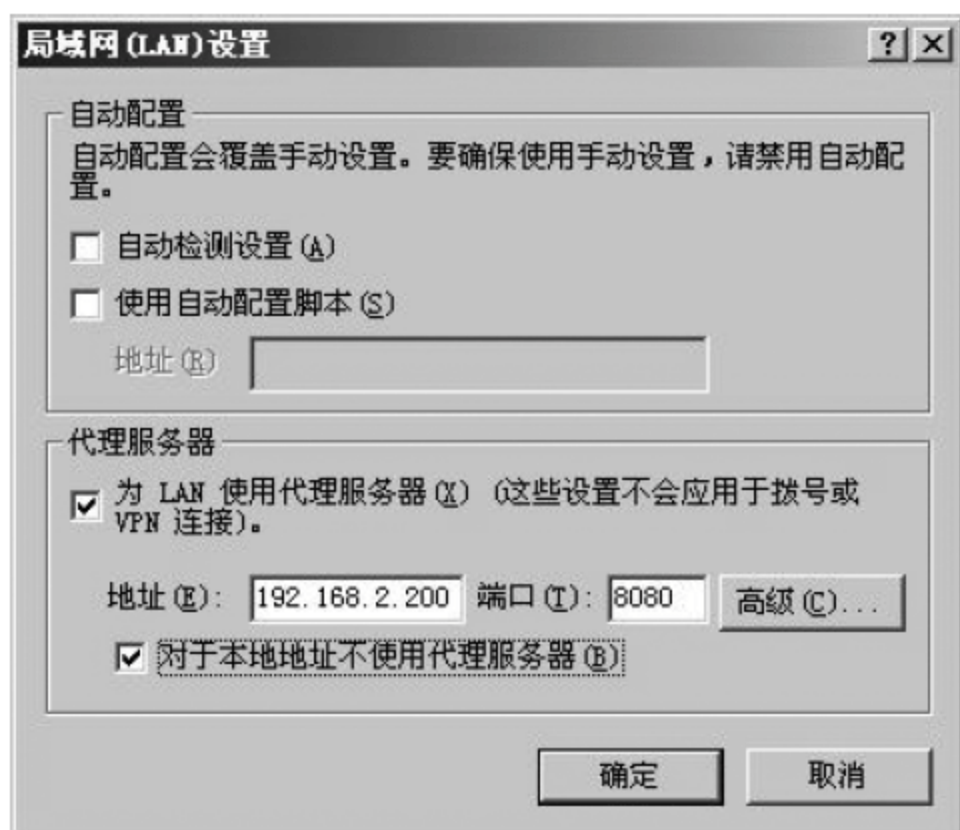 局域网(LAN)设置
自动配置
自动配置会覆盖手动设置。要确保使用手动设置，请禁用自动配
置。
自动检测设置(A)
使用自动配置脚本(S)
地址(R)
代理服务器
为 LAN 使用代理服务器(X) (这些设置不会应用于拨号或
VPN 连接)。
地址(E): 192.168.2.200 端口(T): 8080 高级(C)...
对于本地地址不使用代理服务器(B)
确定 取消